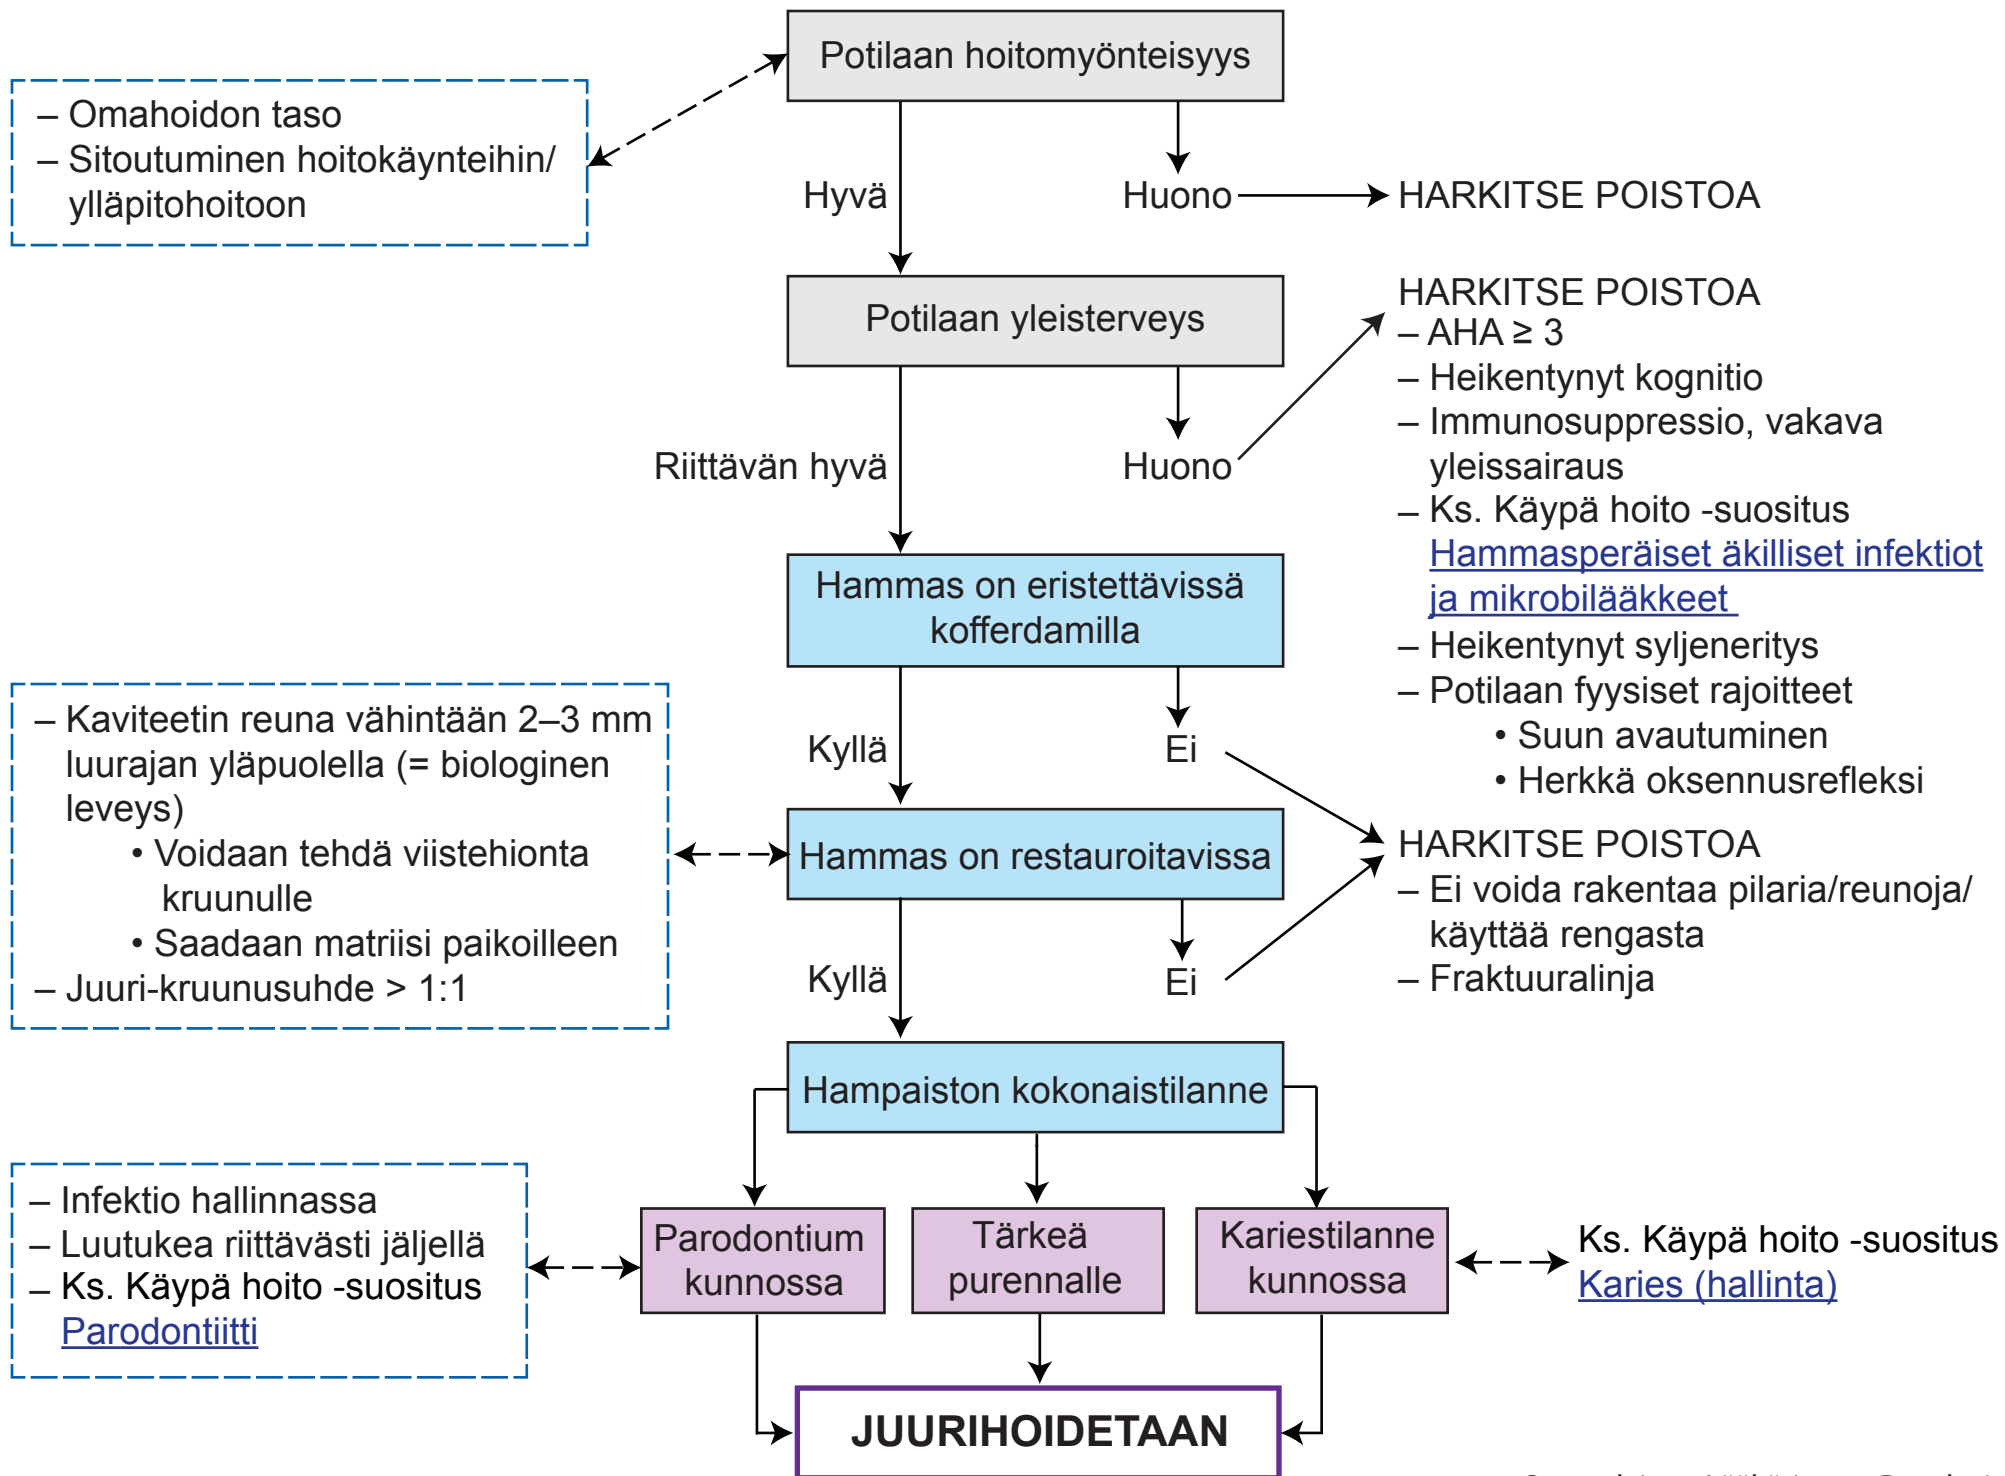 Potilaan hoitomyönteisyys
– Omahoidon taso
– Sitoutuminen hoitokäynteihin/
ylläpitohoitoon
Hyvä
Huono
HARKITSE POISTOA
Potilaan yleisterveys
Riittävän hyvä
Huono
HARKITSE POISTOA
– AHA ≥ 3
– Heikentynyt kognitio
– Immunosuppressio, vakava
yleissairaus
– Ks. Käypä hoito -suositus
Hammasperäiset äkilliset infektiot
ja mikrobilääkkeet
– Heikentynyt syljeneritys
– Potilaan fyysiset rajoitteet
• Suun avautuminen
• Herkkä oksennusrefleksi
Hammas on eristettävissä
kofferdamilla
Kyllä
Ei
– Kaviteetin reuna vähintään 2–3 mm
luurajan yläpuolella (= biologinen
leveys)
• Voidaan tehdä viistehionta
kruunulle
• Saadaan matriisi paikoilleen
– Juuri-kruunusuhde > 1:1
Hammas on restauroitavissa
HARKITSE POISTOA
– Ei voida rakentaa pilaria/reunoja/
käyttää rengasta
– Fraktuuralinja
Kyllä
Ei
Hampaiston kokonaistilanne
– Infektio hallinnassa
– Luutukea riittävästi jäljellä
– Ks. Käypä hoito -suositus
Parodontiitti
Parodontium
kunnossa
Tärkeä
purennalle
Kariestilanne
kunnossa
Ks. Käypä hoito -suositus
Karies (hallinta)
JUURIHOIDETAAN